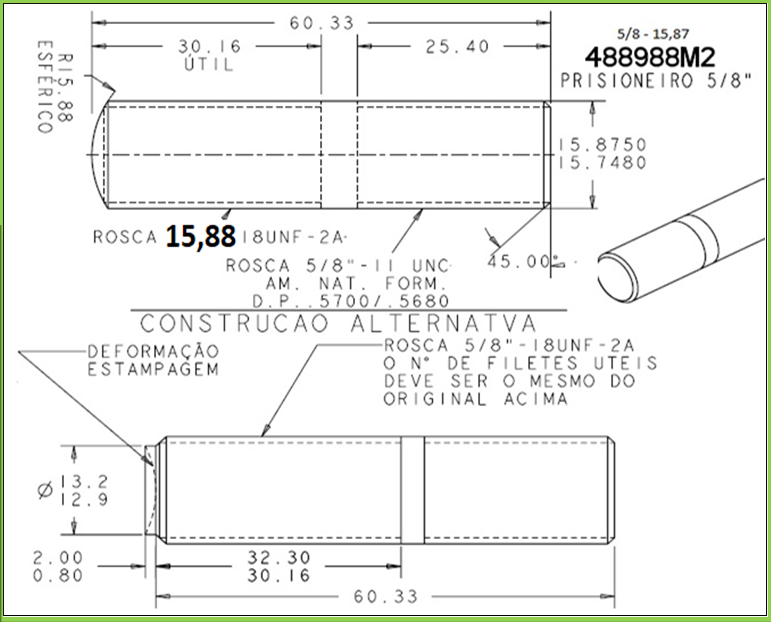 60.33
5/8 - 15,87
488988M2
PRISIONEIRO 5/8"
30.16
ÚTIL
25.40
R15.88
ESFÉRICO
15.8750
15.7480
ROSCA 15,88 18UNF-2A
45.00°
ROSCA 5/8"-11 UNC
AM. NAT. FORM.
D.P..5700/.5680
CONSTRUCAO ALTERNATVA
DEFORMAÇÃO
ESTAMPAGEM
ROSCA 5/8"-18UNF-2A
O N° DE FILETES UTEIS
DEVE SER O MESMO DO
ORIGINAL ACIMA
Ø 13.2
12.9
2.00
0.80
32.30
30.16
60.33